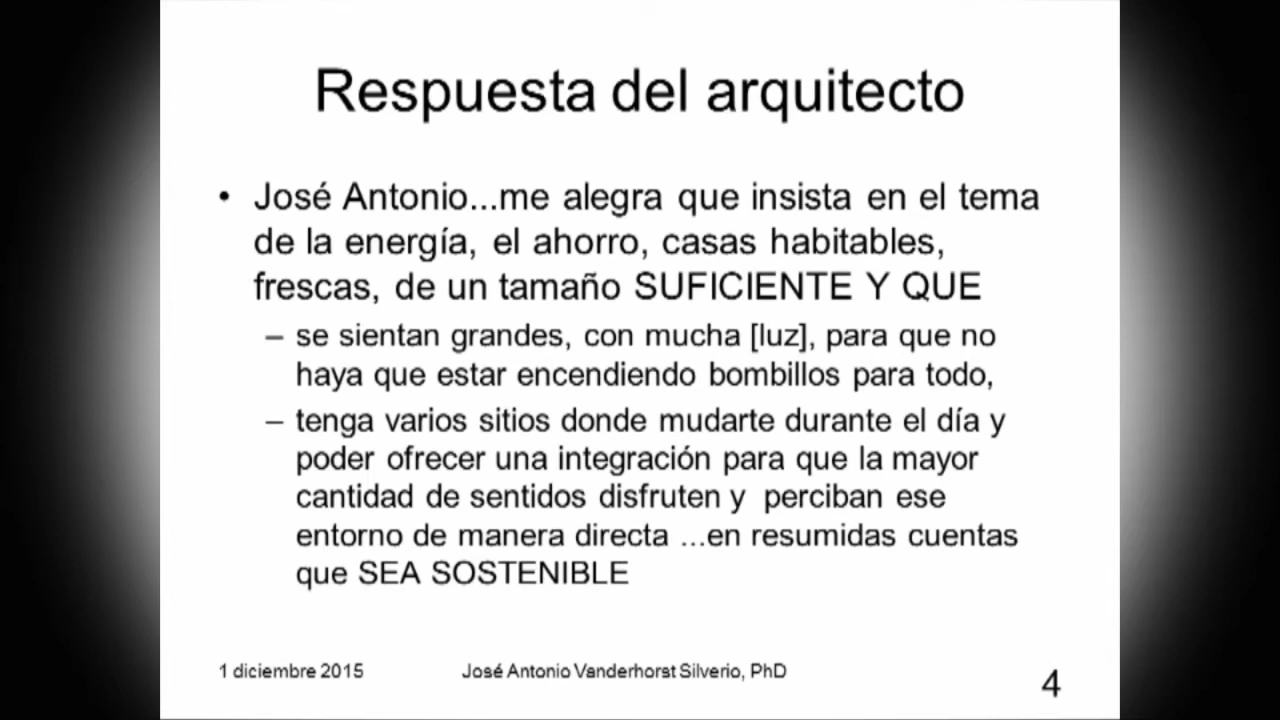 Respuesta del arquitecto
• José Antonio...me alegra que insista en el tema
de la energía, el ahorro, casas habitables,
frescas, de un tamaño SUFICIENTE Y QUE
– se sientan grandes, con mucha [luz], para que no
haya que estar encendiendo bombillos para todo,
– tenga varios sitios donde mudarte durante el día y
poder ofrecer una integración para que la mayor
cantidad de sentidos disfruten y perciban ese
entorno de manera directa ...en resumidas cuentas
que SEA SOSTENIBLE
1 diciembre 2015 José Antonio Vanderhorst Silverio, PhD 4